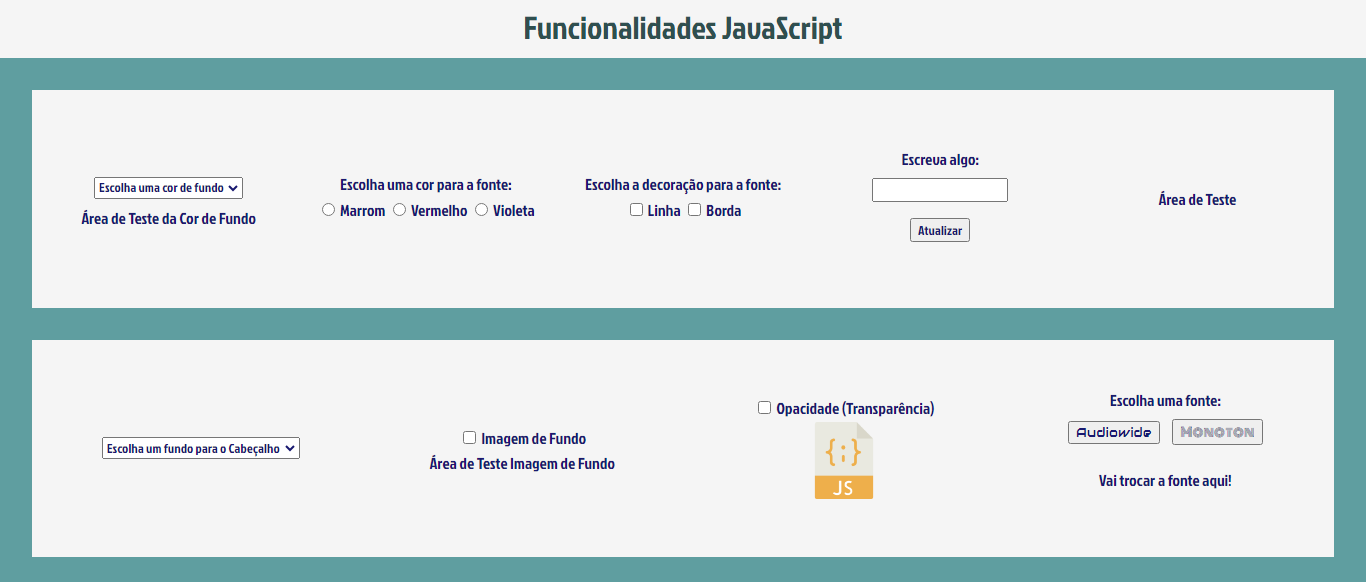 Funcionalidades JavaScript
Escolha uma cor de fundo
Área de Teste da Cor de Fundo
Escolha uma cor para a fonte:
Marrom Vermelho Violeta
Escolha a decoração para a fonte:
Linha Borda
Escreva algo:
Atualizar
Área de Teste
Escolha um fundo para o Cabeçalho
Imagem de Fundo
Área de Teste Imagem de Fundo
Opacidade (Transparência)
{;}
JS
Escolha uma fonte:
Audiowide Monoton
Vai trocar a fonte aqui!